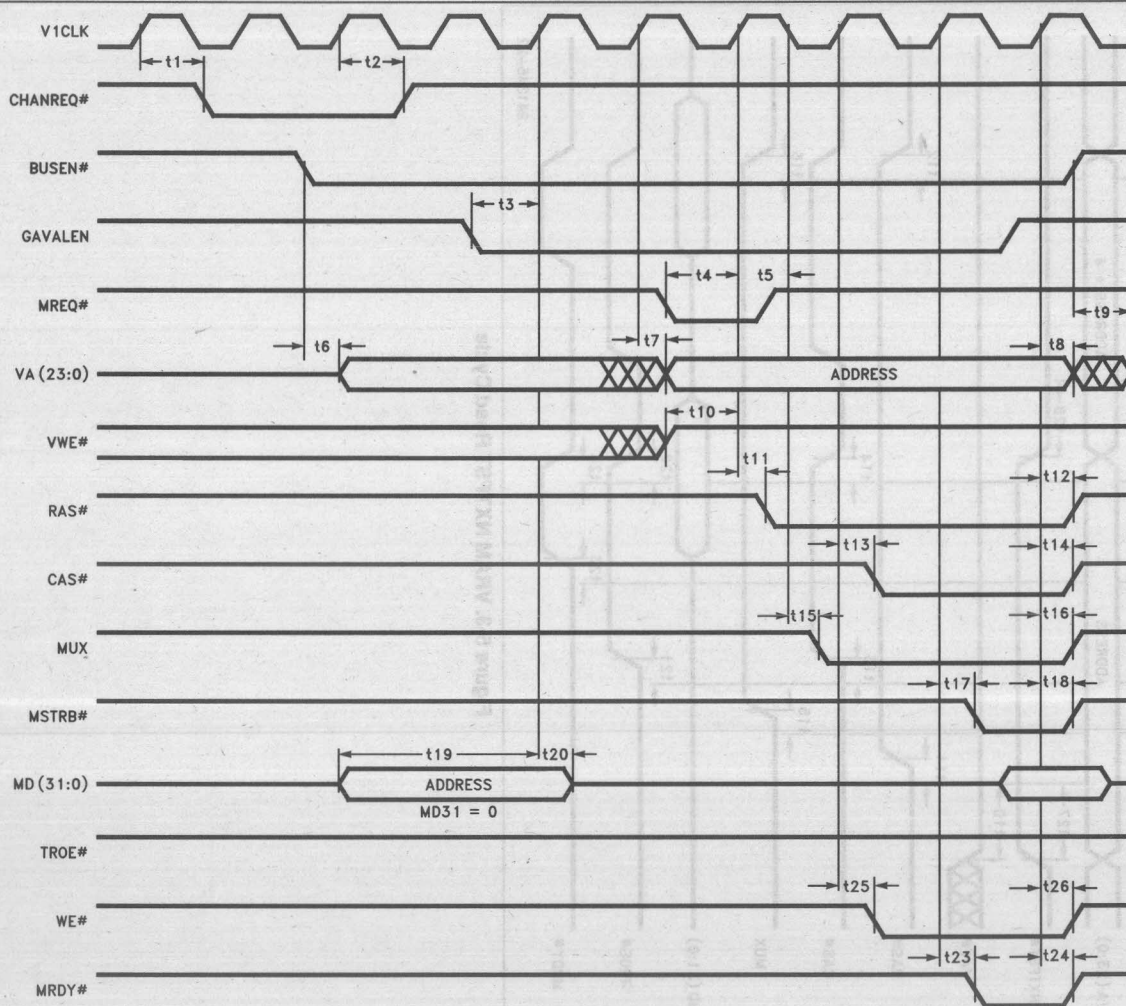 V1CLK
t1
t2
CHANREQ#
BUSEN#
t3
GAVALEN
t4
t5
MREQ#
t9
t6
t7
t8
VA (23:0)
ADDRESS
t10
VWE#
t11
t12
RAS#
t13
t14
CAS#
t15
t16
MUX
t17
t18
MSTRB#
t19
t20
MD (31:0)
ADDRESS
MD31 = 0
TROE#
t25
t26
WE#
t23
t24
MRDY#